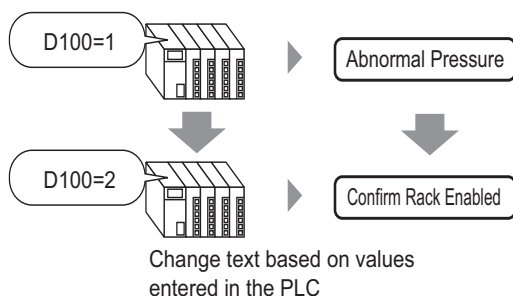 D100=1
Abnormal Pressure
D100=2
Confirm Rack Enabled
Change text based on values
entered in the PLC